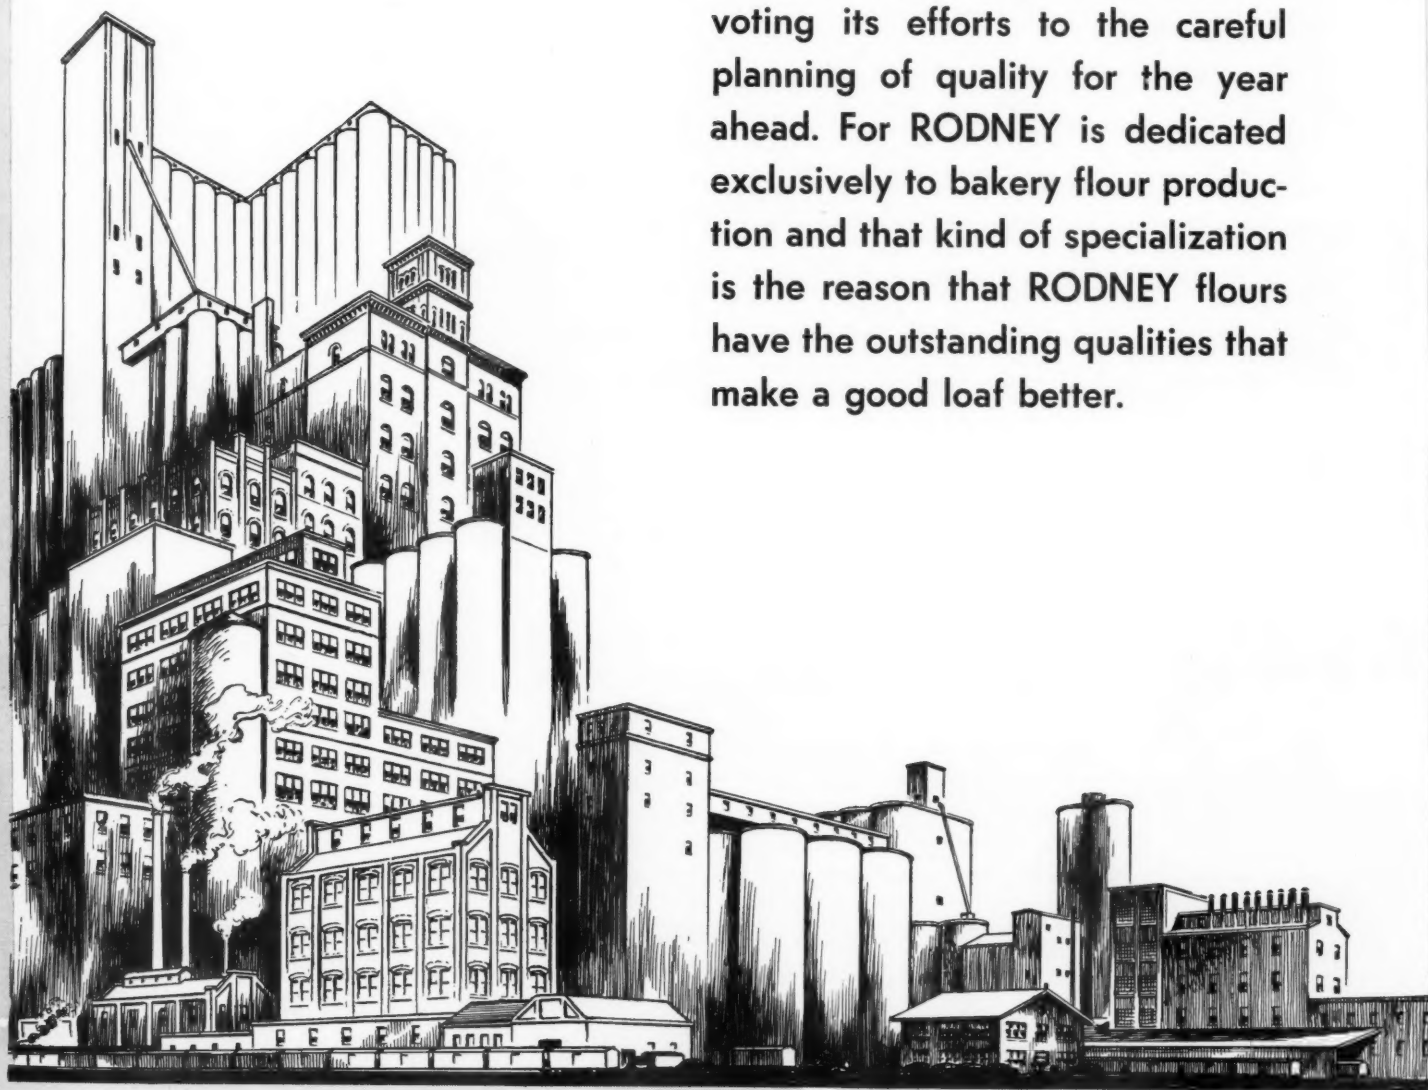 voting its efforts to the careful
planning of quality for the year
ahead. For RODNEY is dedicated
exclusively to bakery flour produc-
tion and that kind of specialization
is the reason that RODNEY flours
have the outstanding qualities that
make a good loaf better.